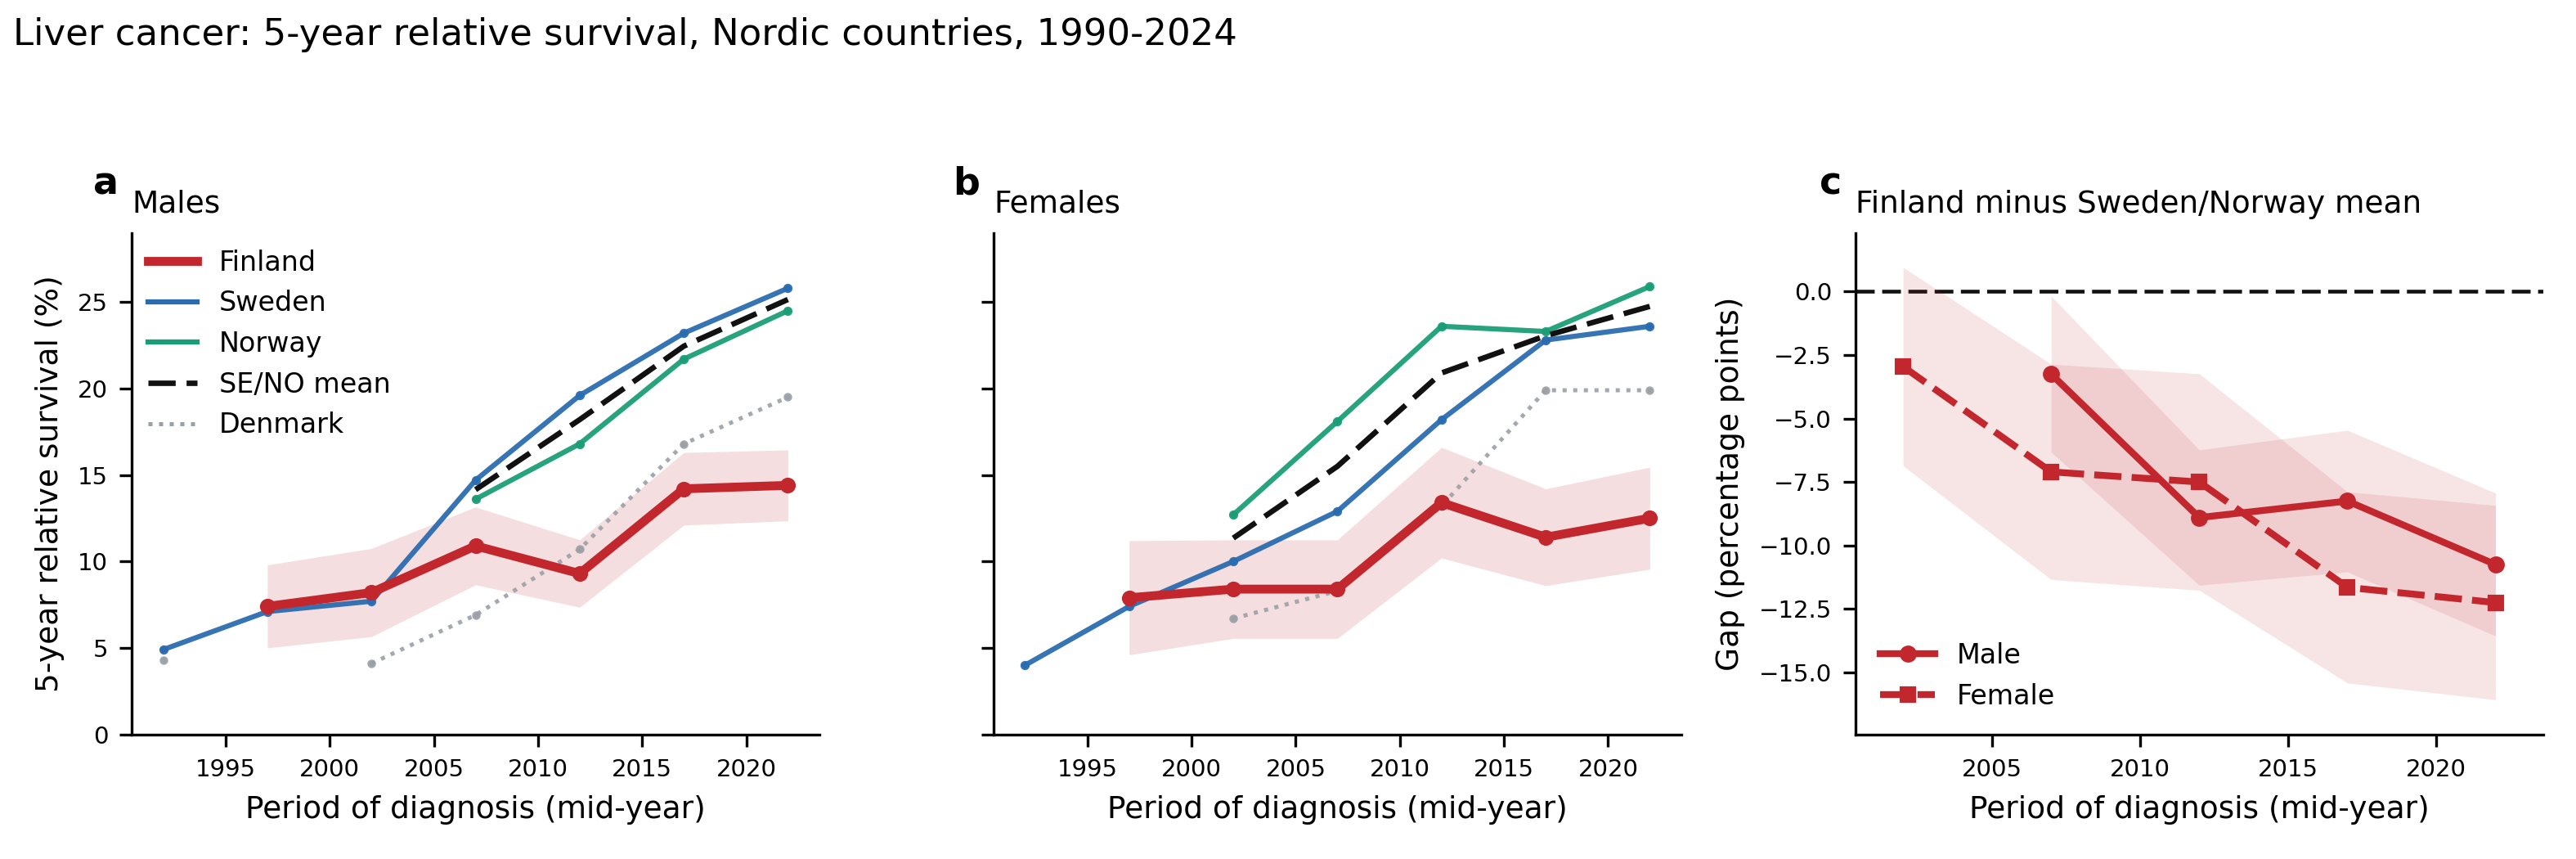 Liver cancer: 5-year relative survival, Nordic countries, 1990-2024
a
Males
5-year relative survival (%)
25
20
15
10
5
0
Finland
Sweden
Norway
SE/NO mean
Denmark
1995 2000 2005 2010 2015 2020
Period of diagnosis (mid-year)
b
Females
1995 2000 2005 2010 2015 2020
Period of diagnosis (mid-year)
c
Finland minus Sweden/Norway mean
Gap (percentage points)
0.0
−2.5
−5.0
−7.5
−10.0
−12.5
−15.0
Male
Female
2005 2010 2015 2020
Period of diagnosis (mid-year)